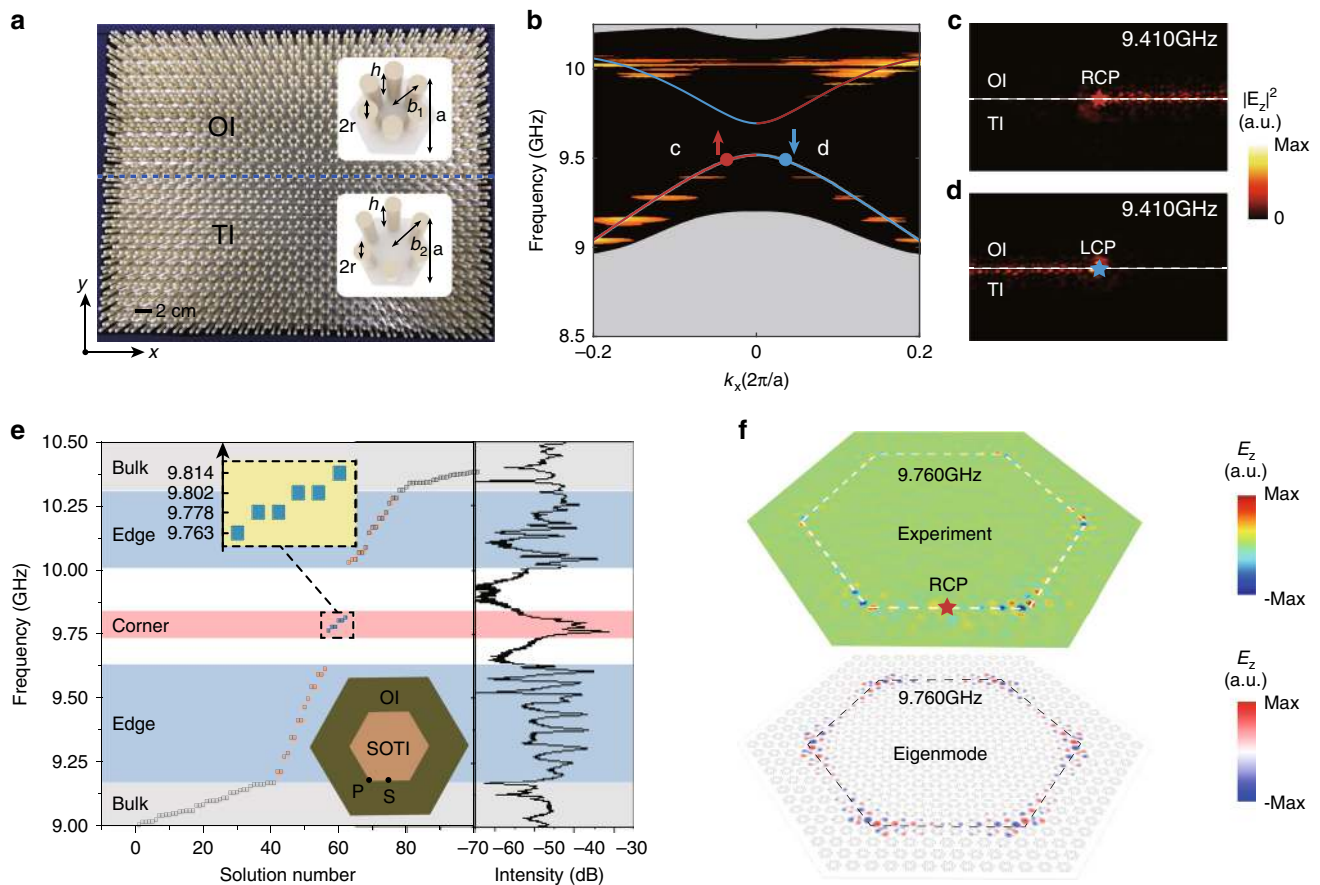 a
OI
TI
h
b1
a
2r
h
b2
a
2r
y
x
2 cm
b
Frequency (GHz)
10
9.5
9
8.5
c
d
–0.2
0
0.2
kx(2π/a)
c
9.410GHz
OI
RCP
TI
d
9.410GHz
OI
LCP
TI
|Ez|2
(a.u.)
Max
0
e
Frequency (GHz)
10.50
10.25
10.00
9.75
9.50
9.25
9.00
Bulk
Edge
Corner
Edge
Bulk
9.814
9.802
9.778
9.763
OI
SOTI
P
S
0
20
40
60
80
Solution number
–70
–60
–50
–40
–30
Intensity (dB)
f
9.760GHz
Experiment
RCP
Ez
(a.u.)
Max
-Max
9.760GHz
Eigenmode
Ez
(a.u.)
Max
-Max